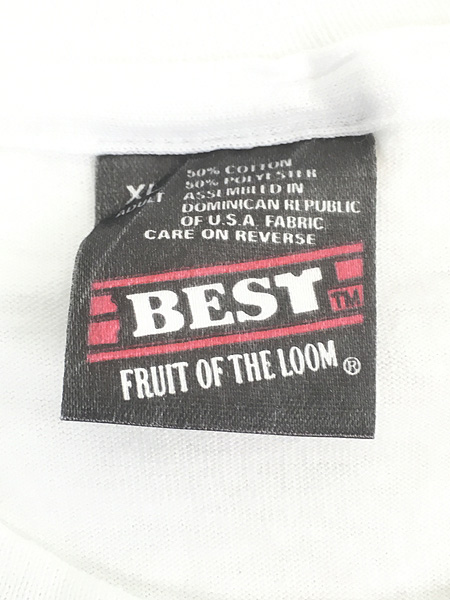 50% COTTON
XL 50% POLYESTER
ADULT ASSEMBLED IN
DOMINICAN REPUBLIC
OF U.S.A. FABRIC
CARE ON REVERSE
BEST TM
FRUIT OF THE LOOM ®